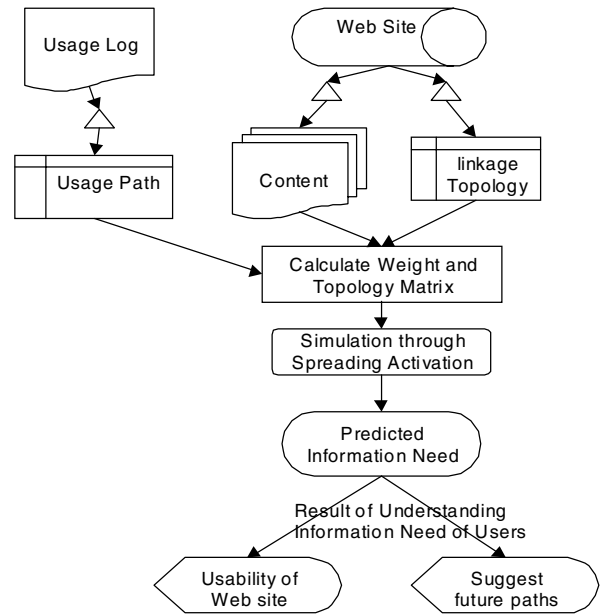 Usage Log
Web Site
Usage Path
Content
linkage
Topology
Calculate Weight and
Topology Matrix
Simulation through
Spreading Activation
Predicted
Information Need
Result of Understanding
Information Need of Users
Usability of
Web site
Suggest
future paths